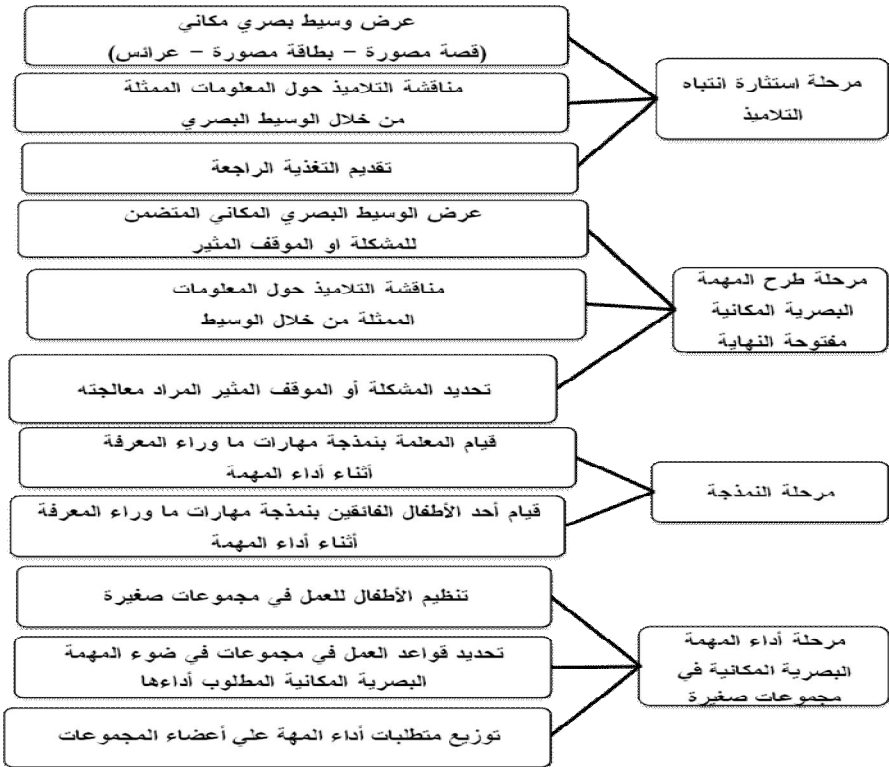 مرحلة استثارة انتباه
التلاميذ
عرض وسيط بصري مكاني
(قصة مصورة – بطاقة مصورة – عرائس)
مناقشة التلاميذ حول المعلومات الممثلة
من خلال الوسيط البصري
تقديم التغذية الراجعة
مرحلة طرح المهمة
البصرية المكانية
مفتوحة النهاية
عرض الوسيط البصري المكاني المتضمن
للمشكلة او الموقف المثير
مناقشة التلاميذ حول المعلومات
الممثلة من خلال الوسيط
تحديد المشكلة أو الموقف المثير المراد معالجته
مرحلة النمذجة
قيام المعلمة بنمذجة مهارات ما وراء المعرفة
أثناء أداء المهمة
قيام أحد الأطفال الفائقين بنمذجة مهارات ما وراء المعرفة
أثناء أداء المهمة
مرحلة أداء المهمة
البصرية المكانية في
مجموعات صغيرة
تنظيم الأطفال للعمل في مجموعات صغيرة
تحديد قواعد العمل في مجموعات في ضوء المهمة
البصرية المكانية المطلوب أداءها
توزيع متطلبات أداء المهة علي أعضاء المجموعات